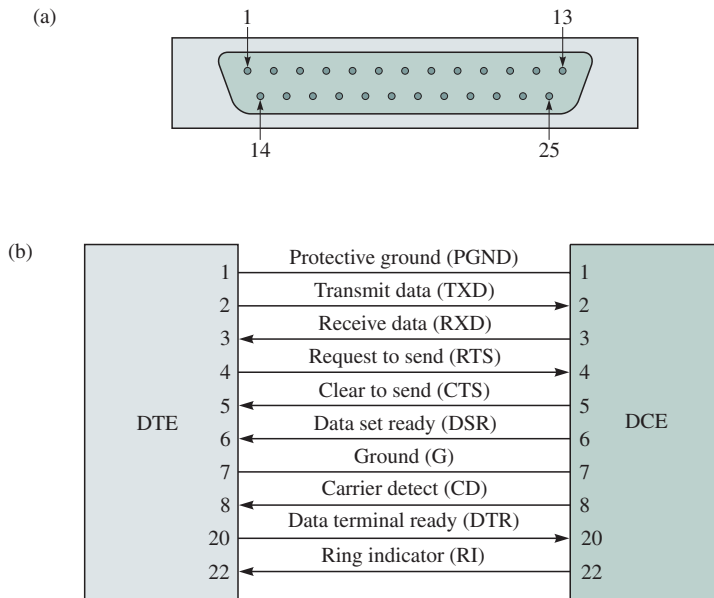 (a)
1 13
14 25
(b)
Protective ground (PGND)
1 1
Transmit data (TXD)
2 2
Receive data (RXD)
3 3
Request to send (RTS)
4 4
Clear to send (CTS)
5 5
DTE DCE
Data set ready (DSR)
6 6
Ground (G)
7 7
Carrier detect (CD)
8 8
Data terminal ready (DTR)
20 20
Ring indicator (RI)
22 22